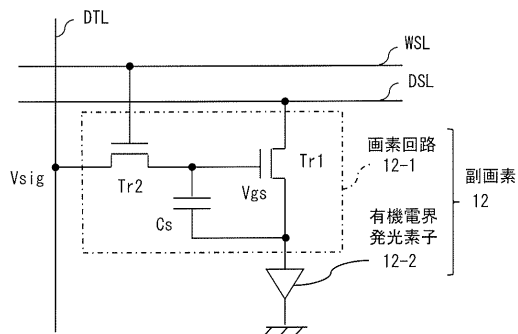 DTL
WSL
DSL
Vsig
Tr2
Cs
Vgs
Tr1
画素回路
12-1
有機電界
発光素子
12-2
副画素
12